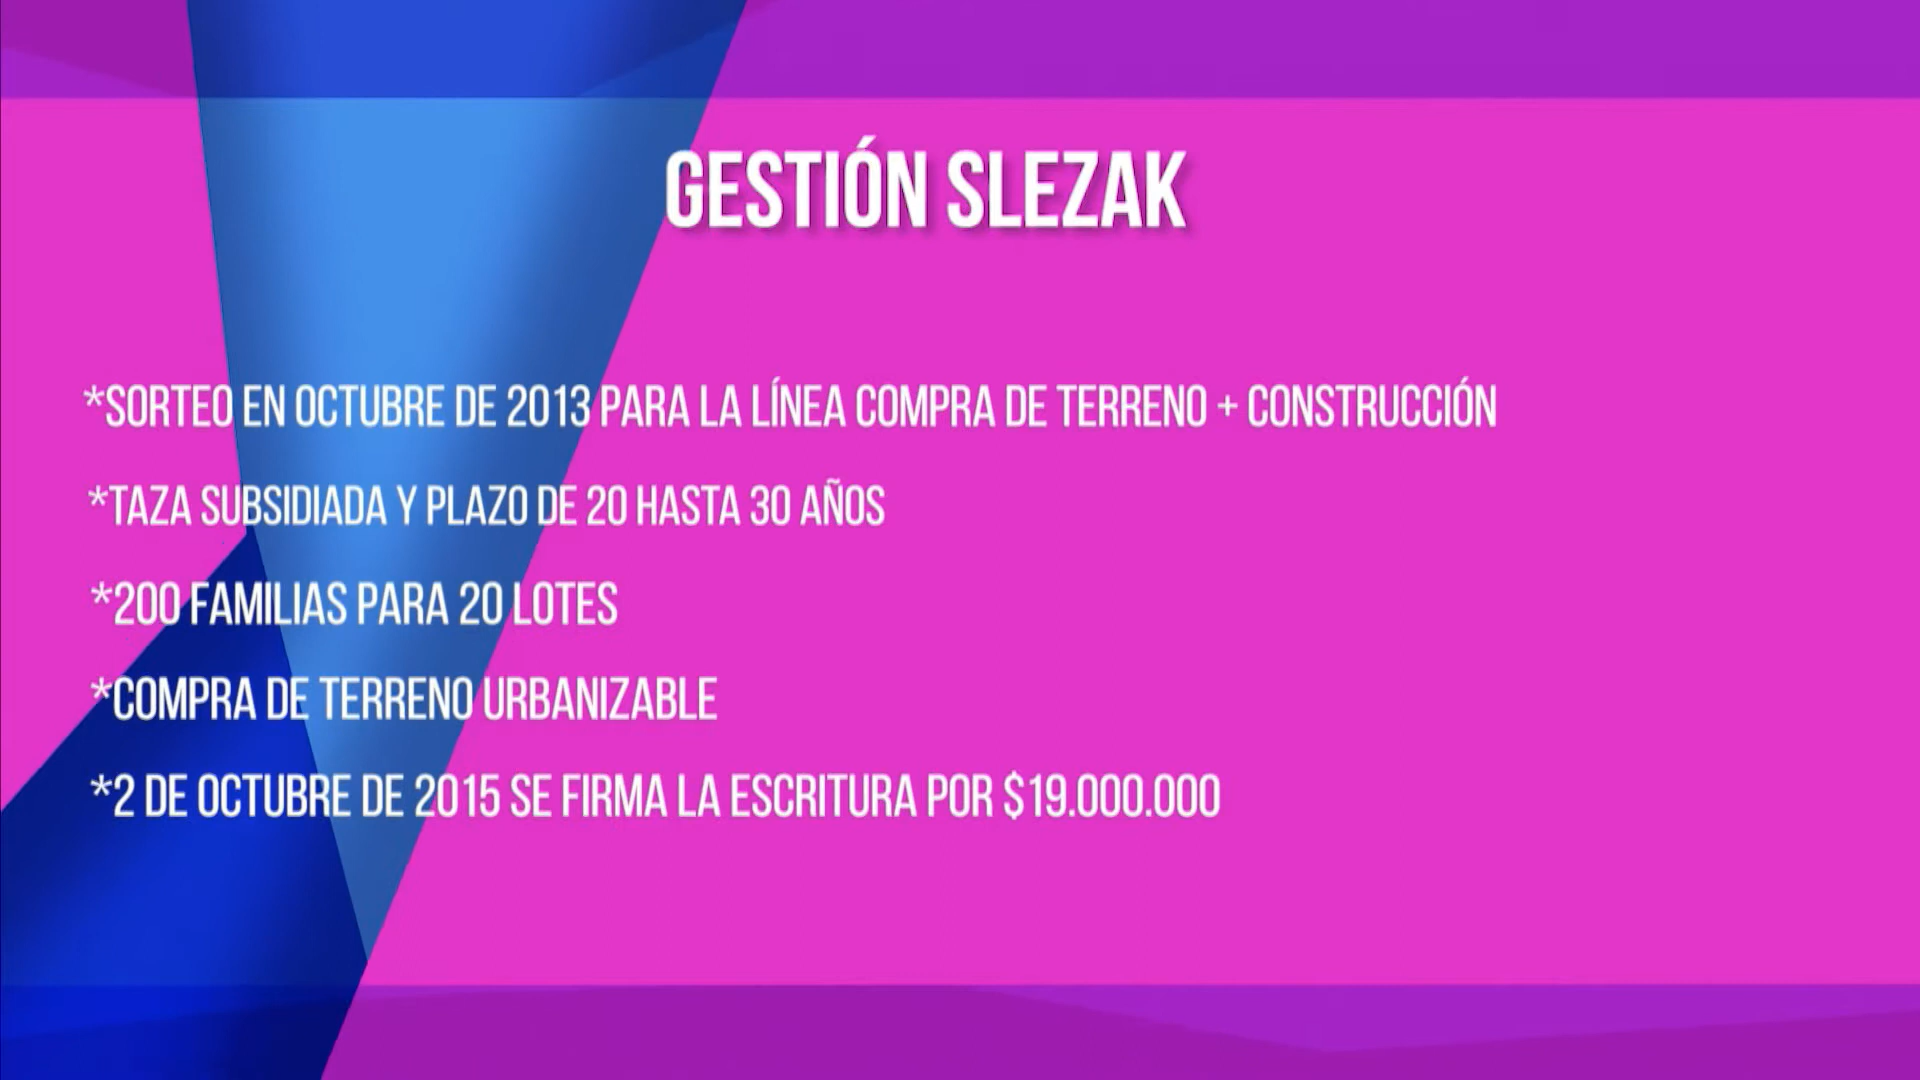 GESTIÓN SLEZAK
*SORTEO EN OCTUBRE DE 2013 PARA LA LÍNEA COMPRA DE TERRENO + CONSTRUCCIÓN
*TAZA SUBSIDIADA Y PLAZO DE 20 HASTA 30 AÑOS
*200 FAMILIAS PARA 20 LOTES
*COMPRA DE TERRENO URBANIZABLE
*2 DE OCTUBRE DE 2015 SE FIRMA LA ESCRITURA POR $19.000.000